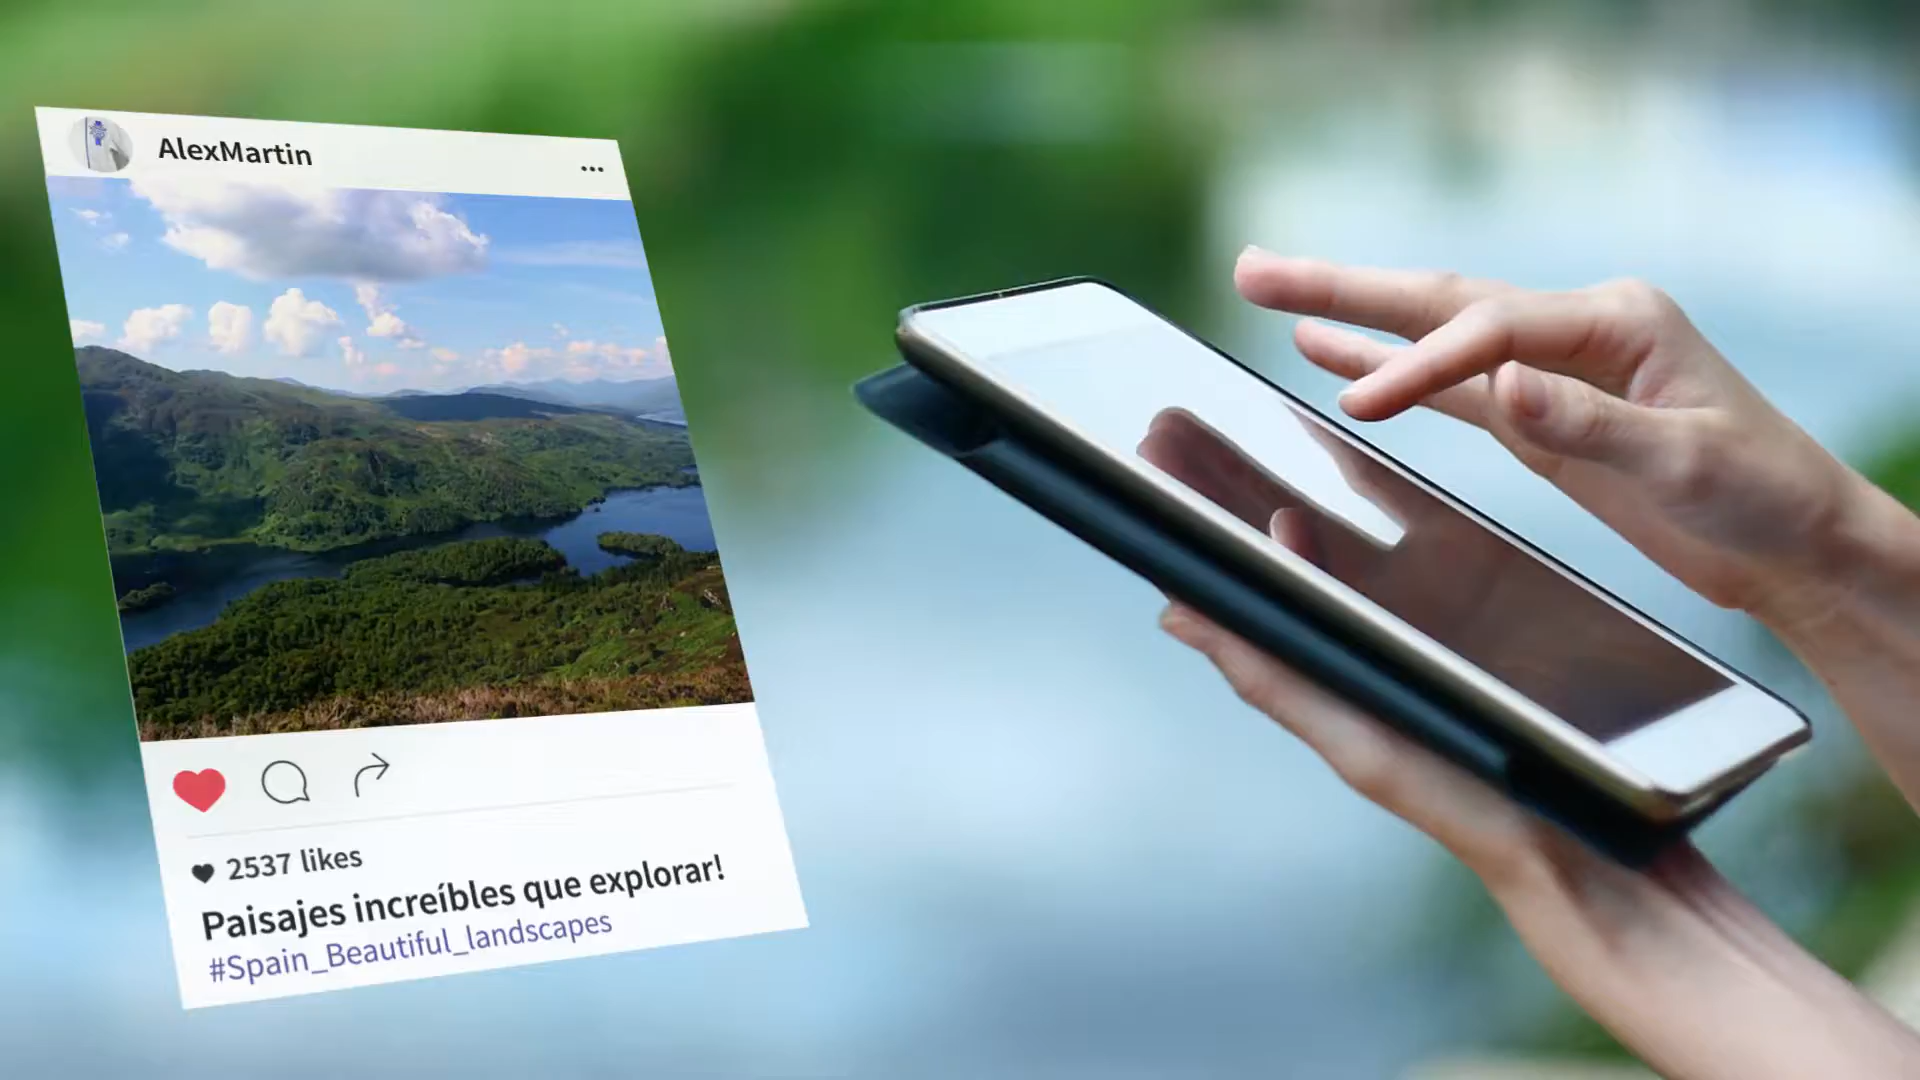 AlexMartin
2537 likes
Paisajes increíbles que explorar!
#Spain_Beautiful_landscapes